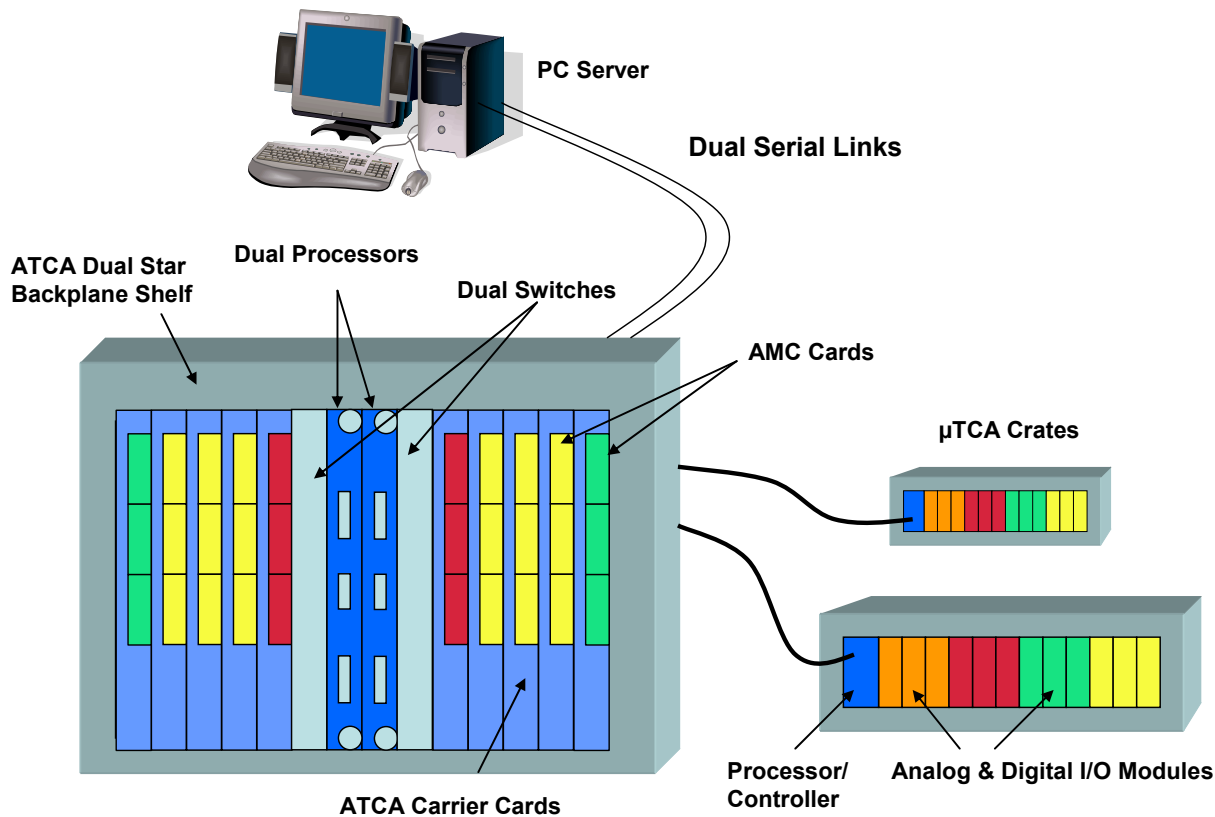 PC Server
Dual Serial Links
Dual Processors
ATCA Dual Star
Backplane Shelf
Dual Switches
AMC Cards
µTCA Crates
Processor/
Controller
Analog & Digital I/O Modules
ATCA Carrier Cards